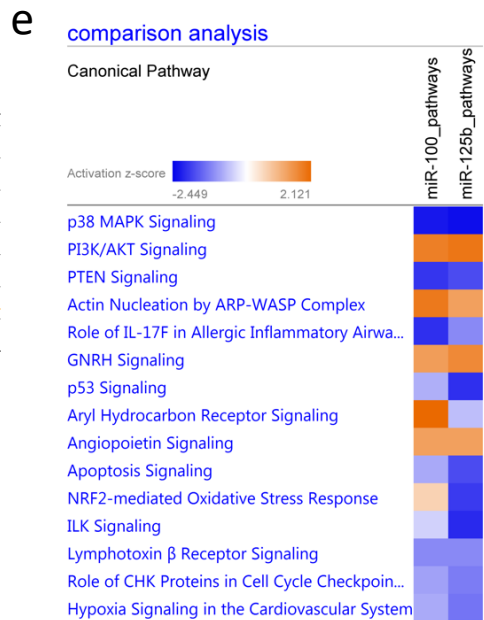 e
comparison analysis
Canonical Pathway
miR-100_pathways
miR-125b_pathways
Activation z-score
-2.449 2.121
p38 MAPK Signaling
PI3K/AKT Signaling
PTEN Signaling
Actin Nucleation by ARP-WASP Complex
Role of IL-17F in Allergic Inflammatory Airwa...
GNRH Signaling
p53 Signaling
Aryl Hydrocarbon Receptor Signaling
Angiopoietin Signaling
Apoptosis Signaling
NRF2-mediated Oxidative Stress Response
ILK Signaling
Lymphotoxin β Receptor Signaling
Role of CHK Proteins in Cell Cycle Checkpoin...
Hypoxia Signaling in the Cardiovascular System